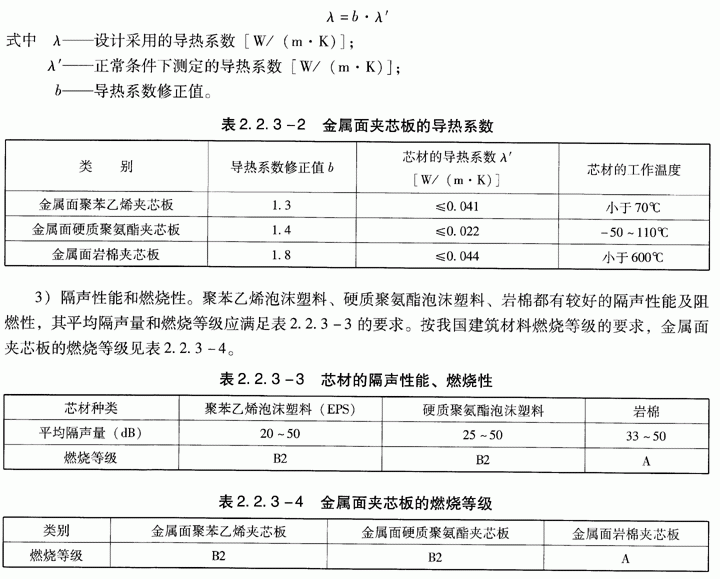 λ=b·λ′
式中 λ——设计采用的导热系数[W/(m·K)];
λ′——正常条件下测定的导热系数[W/(m·K)];
b——导热系数修正值。
表2.2.3-2 金属面夹芯板的导热系数
类 别 导热系数修正值b 芯材的导热系数λ′ [W/(m·K)] 芯材的工作温度
金属面聚苯乙烯夹芯板 1.3 ≤0.041 小于70℃
金属面硬质聚氨酯夹芯板 1.4 ≤0.022 -50~110℃
金属面岩棉夹芯板 1.8 ≤0.044 小于600℃
3)隔声性能和燃烧性。聚苯乙烯泡沫塑料、硬质聚氨酯泡沫塑料、岩棉都有较好的隔声性能及阻
燃性,其平均隔声量和燃烧等级应满足表2.2.3-3的要求。按我国建筑材料燃烧等级的要求,金属面
夹芯板的燃烧等级见表2.2.3-4。
表2.2.3-3 芯材的隔声性能、燃烧性
芯材种类 聚苯乙烯泡沫塑料(EPS) 硬质聚氨酯泡沫塑料 岩棉
平均隔声量(dB) 20~50 25~50 33~50
燃烧等级 B2 B2 A
表2.2.3-4 金属面夹芯板的燃烧等级
类别 金属面聚苯乙烯夹芯板 金属面硬质聚氨酯夹芯板 金属面岩棉夹芯板
燃烧等级 B2 B2 A